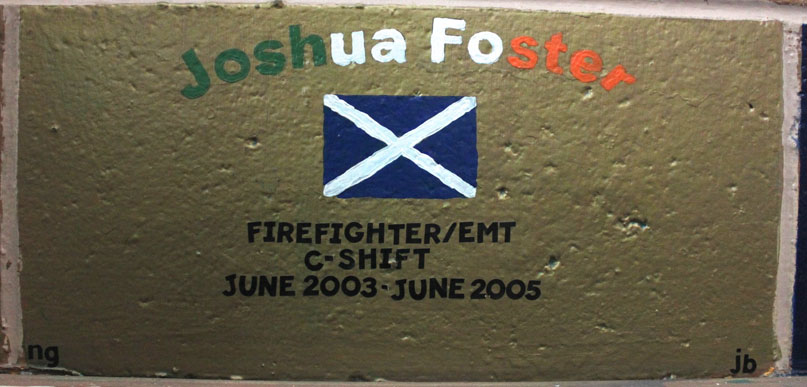 Joshua Foster
FIREFIGHTER/EMT
C-SHIFT
JUNE 2003-JUNE 2005
ng
jb